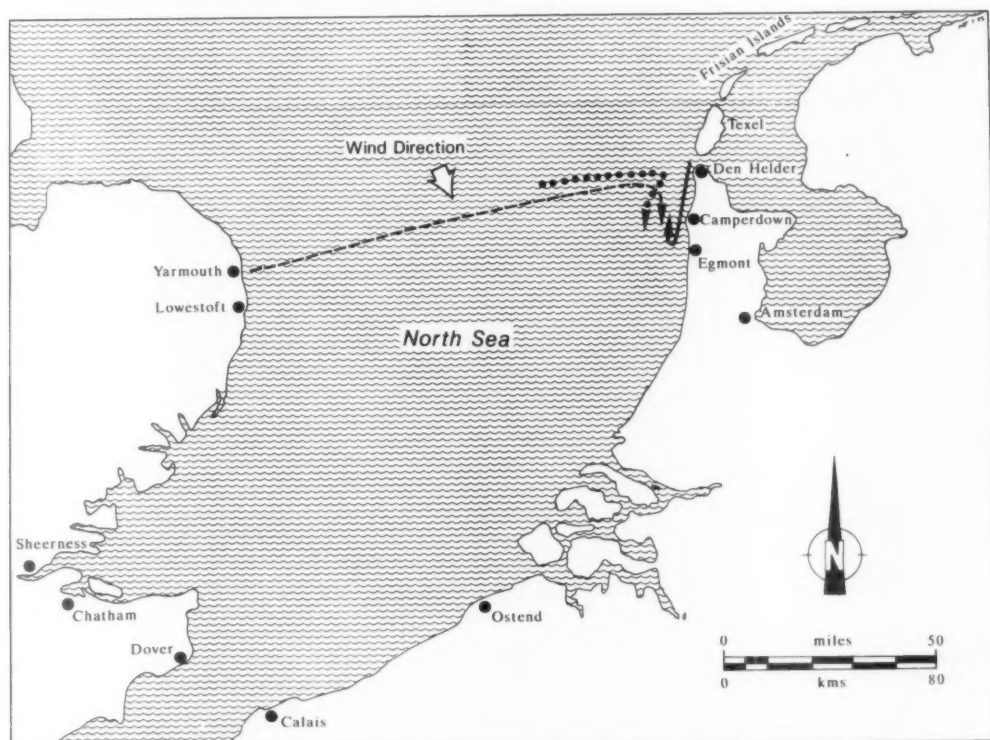 Frisian Islands
Texel
Wind Direction
Den Helder
Camperdown
Yarmouth
Egmont
Lowestoft
Amsterdam
North Sea
Sheerness
N
Chatham
Ostend
0 miles 50
Dover
0 kms 80
Calais